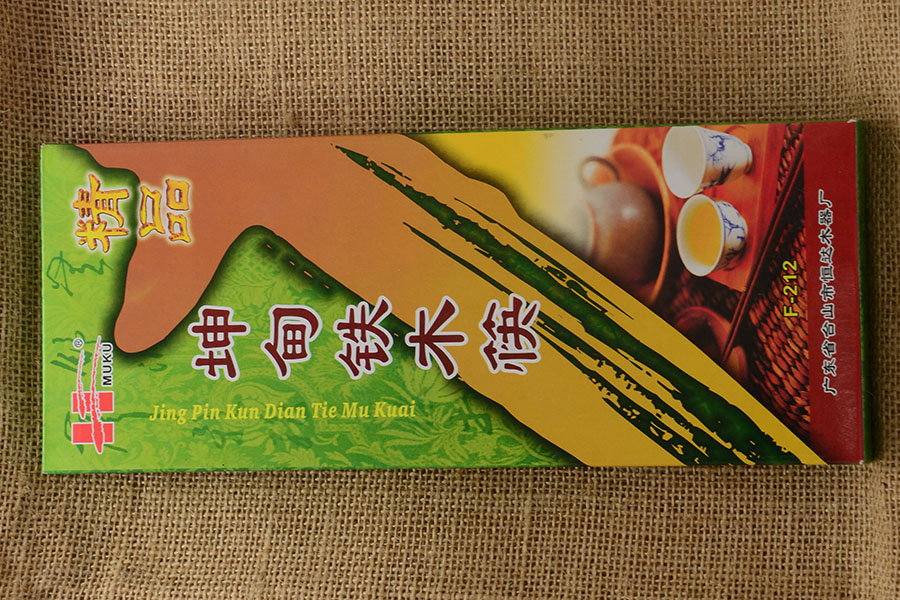 精品
坤甸铁木筷
Jing Pin Kun Dian Tie Mu Kuai
®
MUKU
F-212
广东省台山市恒达木器厂